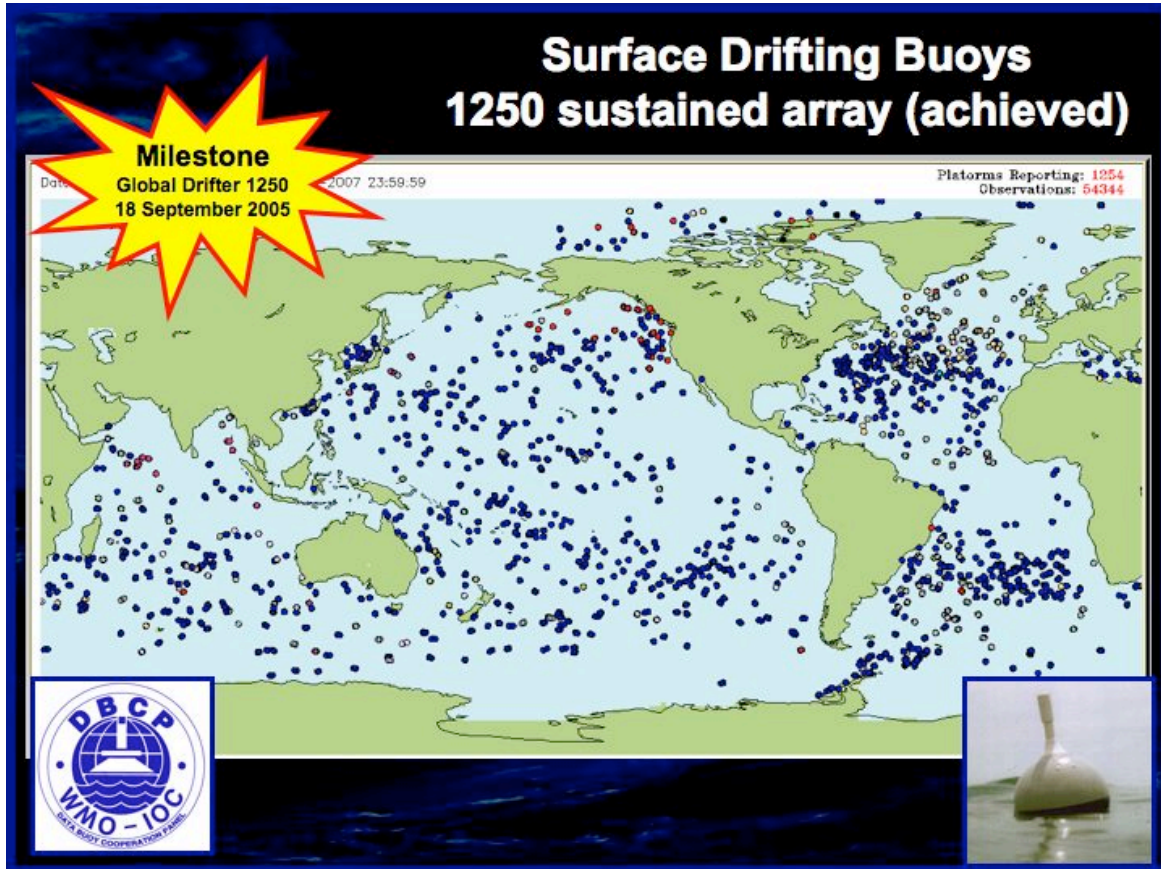 Surface Drifting Buoys
1250 sustained array (achieved)
Milestone
Global Drifter 1250
18 September 2005
-2007 23:59:59
Platorms Reporting: 1254
Observations: 54344
DBCP
WMO - IOC
DATA BUOY COOPERATION PANEL